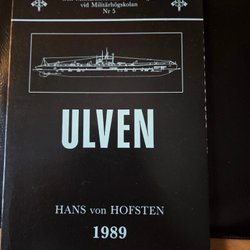 vid Militärhögskolan
Nr 5
ULVEN
HANS von HOFSTEN
1989